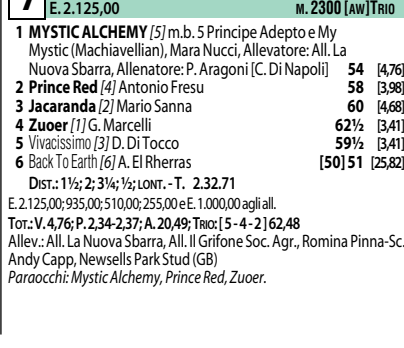 7 E. 2.125,00 M. 2300 [AW] TRIO
1 MYSTIC ALCHEMY [5] m.b. 5 Principe Adepto e My
Mystic (Machiavellian), Mara Nucci, Allevatore: All. La
Nuova Sbarra, Allenatore: P. Aragoni [C. Di Napoli] 54 [4,76]
2 Prince Red [4] Antonio Fresu 58 [3,98]
3 Jacaranda [2] Mario Sanna 60 [4,68]
4 Zuoer [1] G. Marcelli 62½ [3,41]
5 Vivacissimo [3] D. Di Tocco 59½ [3,41]
6 Back To Earth [6] A. El Rherras [50] 51 [25,82]
DIST.: 1½; 2; 3¼; ½; LONT. - T. 2.32.71
E. 2.125,00; 935,00; 510,00; 255,00 e E. 1.000,00 agli all.
TOT.: V. 4,76; P. 2,34-2,37; A. 20,49; TRIO: [ 5 - 4 - 2 ] 62,48
Allev.: All. La Nuova Sbarra, All. Il Grifone Soc. Agr., Romina Pinna-Sc.
Andy Capp, Newsells Park Stud (GB)
Paraocchi: Mystic Alchemy, Prince Red, Zuoer.